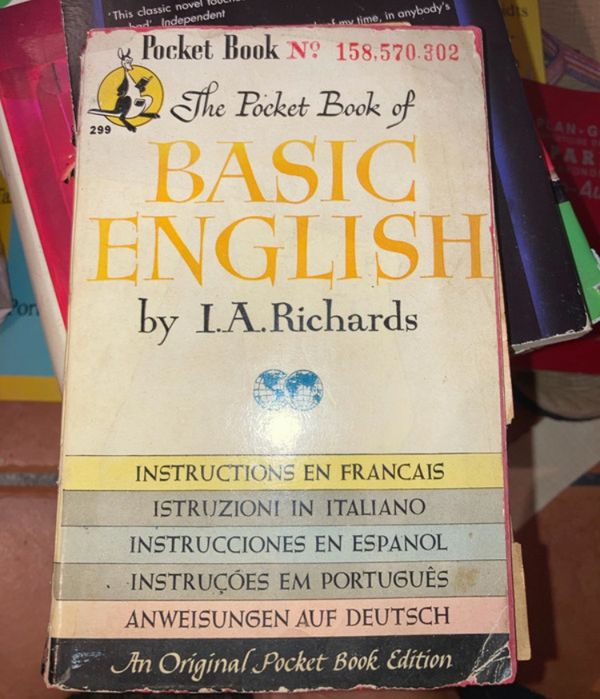 'This classic novel
Independent
of my time, in anybody's
Pocket Book Nº 158,570,302
299
The Pocket Book of
BASIC
ENGLISH
by I.A. Richards
INSTRUCTIONS EN FRANCAIS
ISTRUZIONI IN ITALIANO
INSTRUCCIONES EN ESPANOL
INSTRUÇÓES EM PORTUGUÊS
ANWEISUNGEN AUF DEUTSCH
An Original Pocket Book Edition